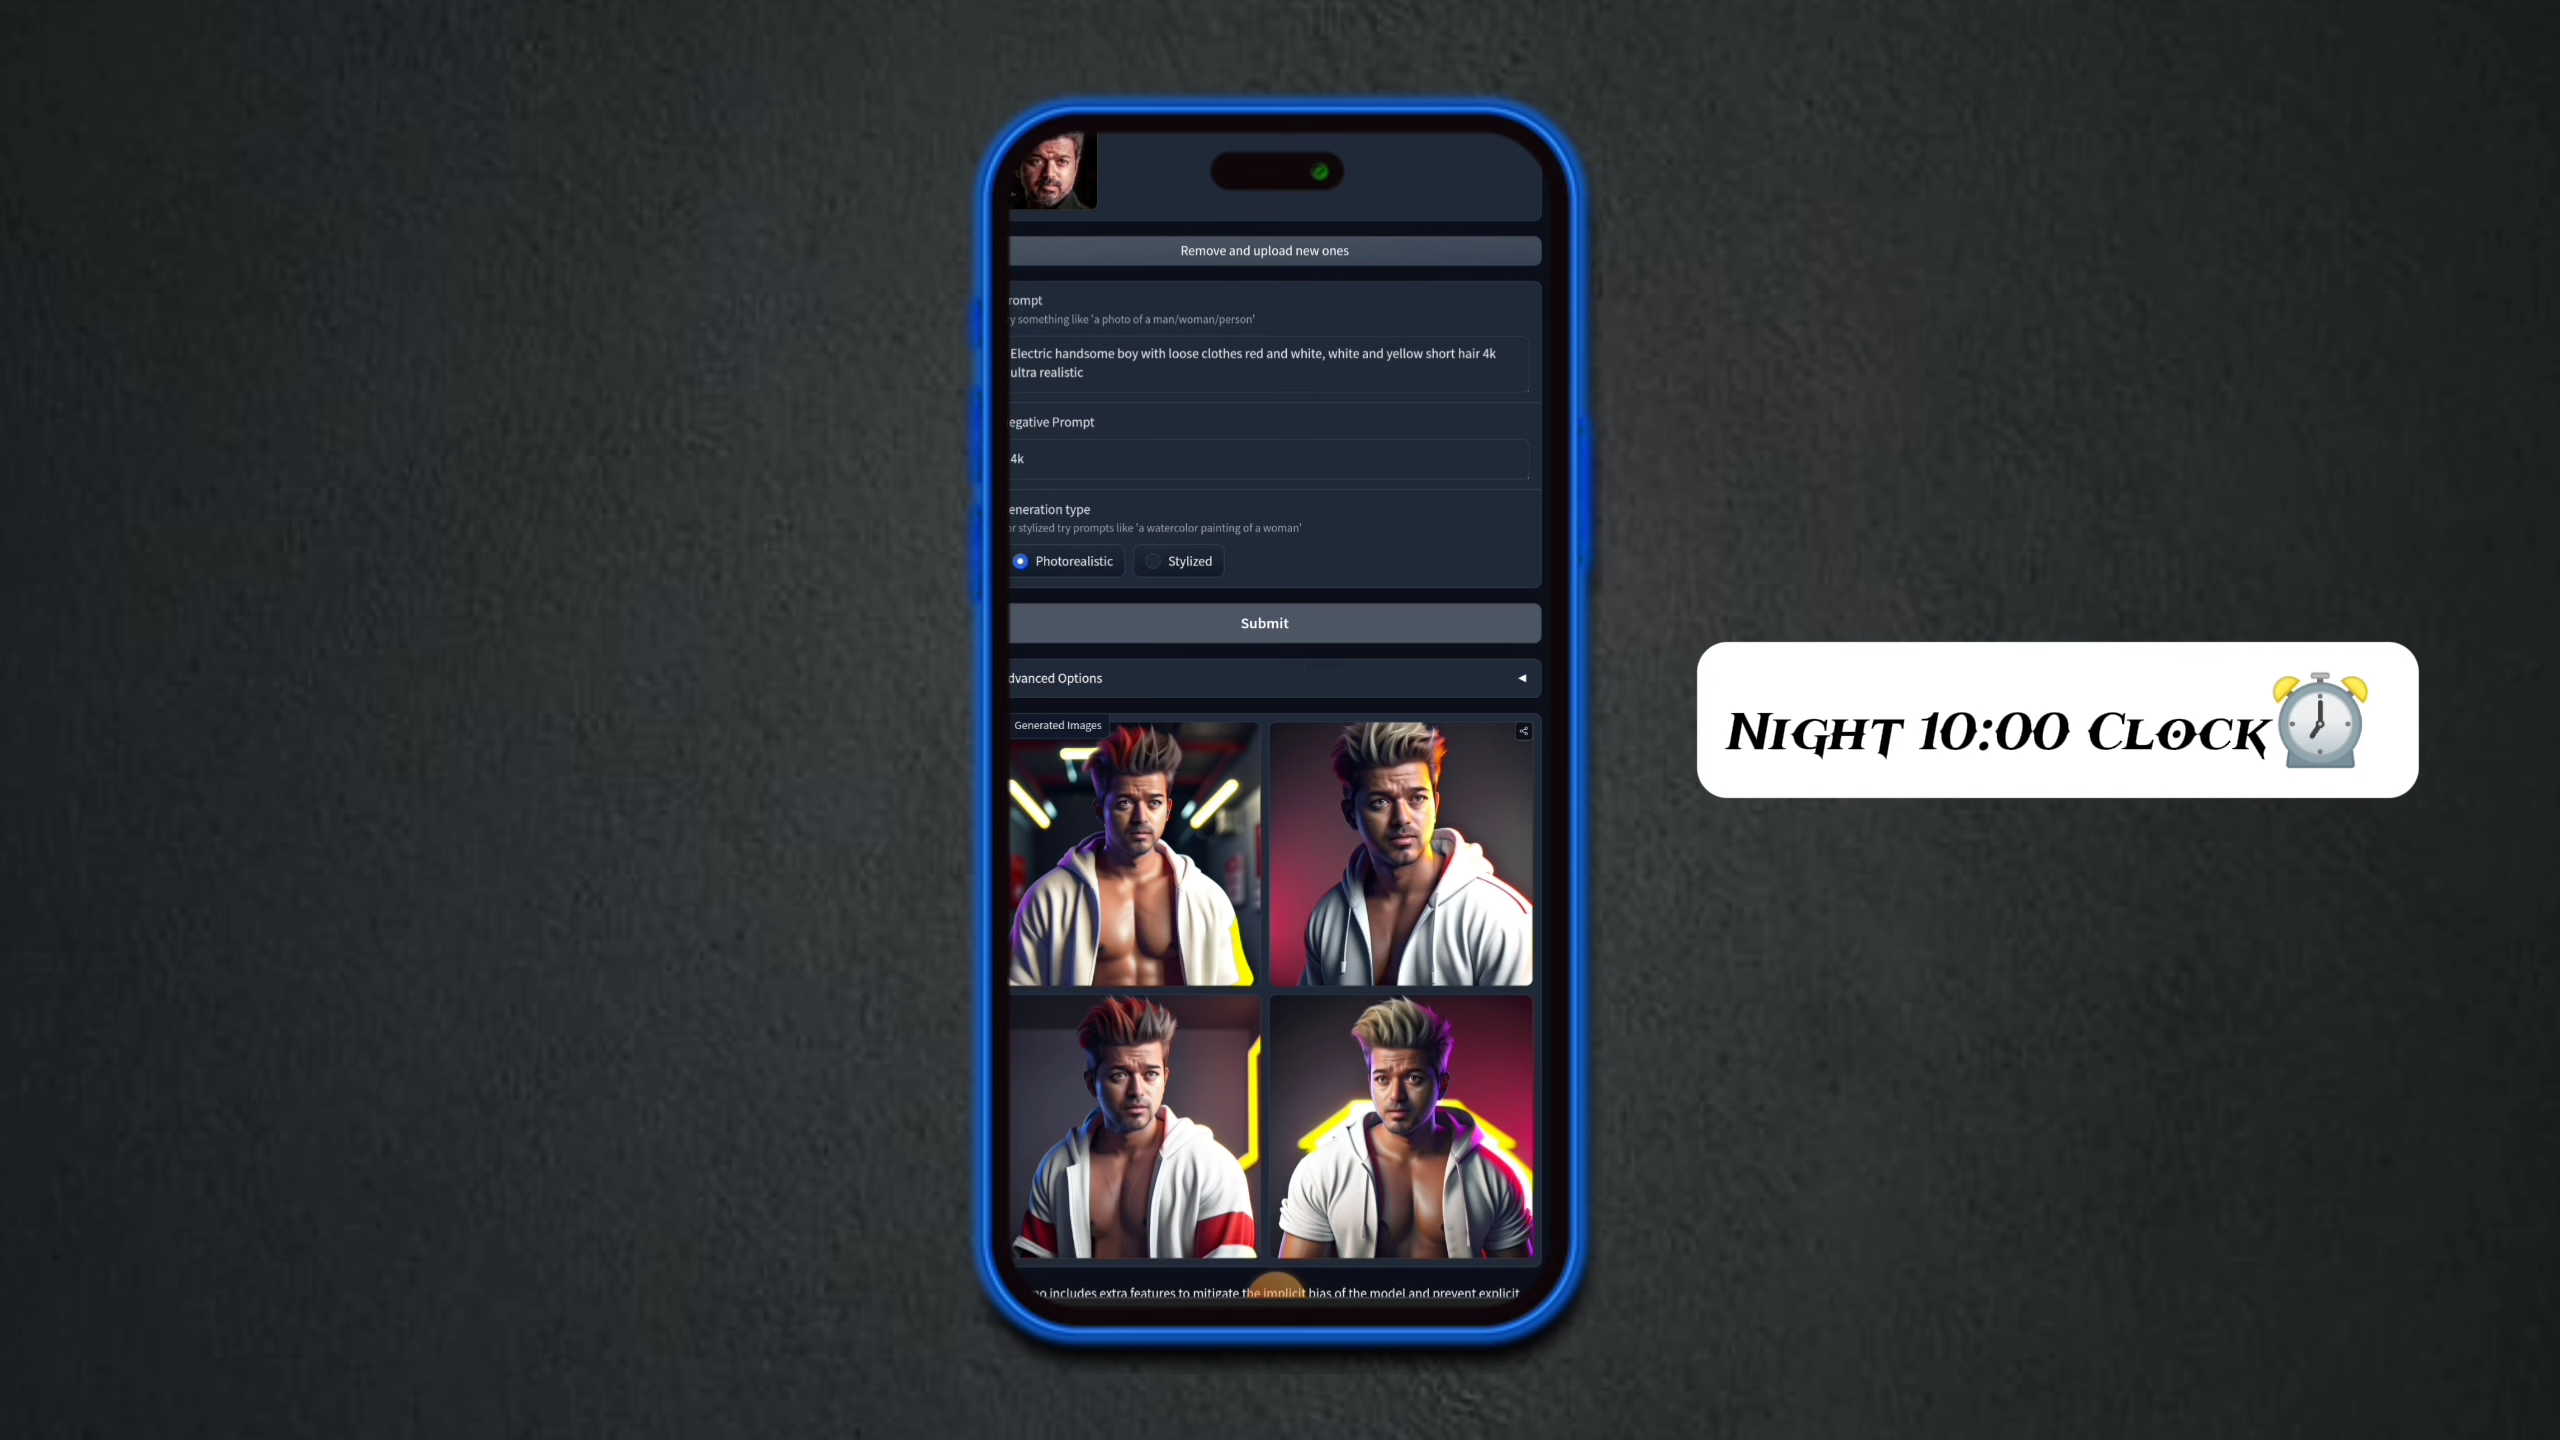 Remove and upload new ones
rompt
y something like 'a photo of a man/woman/person'
Electric handsome boy with loose clothes red and white, white and yellow short hair 4k
ultra realistic
egative Prompt
4k
eneration type
or stylized try prompts like 'a watercolor painting of a woman'
Photorealistic
Stylized
Submit
dvanced Options
Generated Images
Night 10:00 Clock
includes extra features to mitigate the implicit bias of the model and prevent explicit